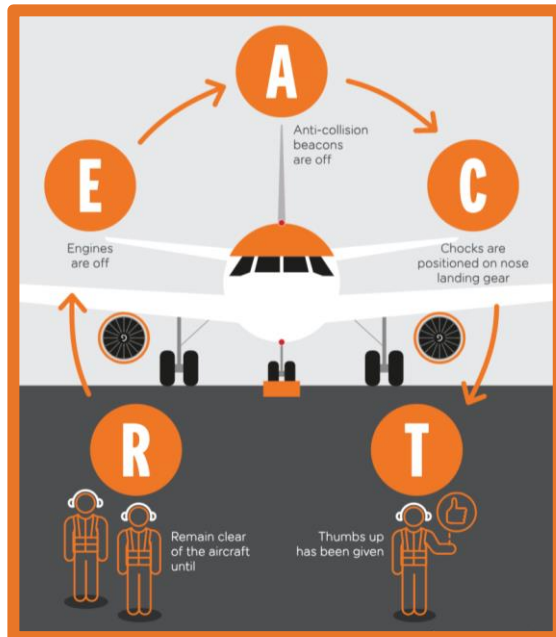 R
Remain clear
of the aircraft
until
E
Engines
are off
A
Anti-collision
beacons
are off
C
Chocks are
positioned on nose
landing gear
T
Thumbs up
has been given